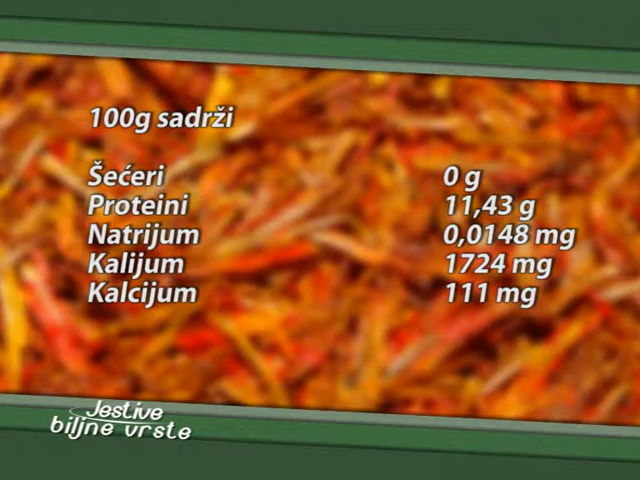 100g sadrži
Šećeri 0 g
Proteini 11,43 g
Natrijum 0,0148 mg
Kalijum 1724 mg
Kalcijum 111 mg
Jestive
biljne vrste